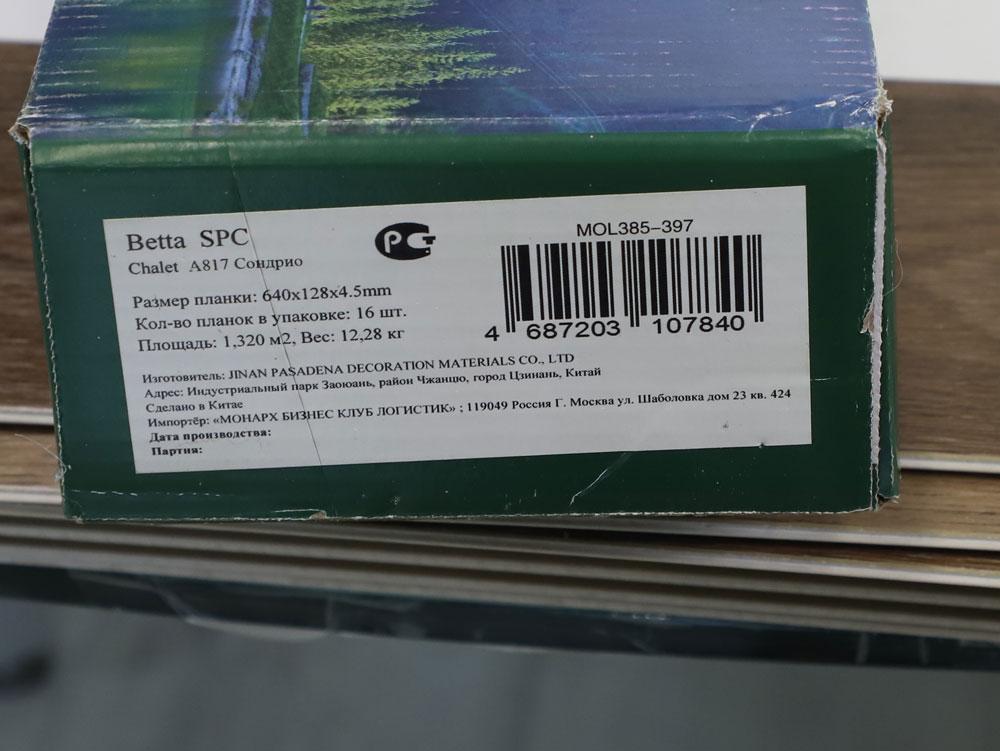 Betta SPC
Chalet A817 Сондрио
РСТ
MOL385-397
4 687203 107840
Размер планки: 640x128x4.5mm
Кол-во планок в упаковке: 16 шт.
Площадь: 1,320 м2, Вес: 12,28 кг
Изготовитель: JINAN PASADENA DECORATION MATERIALS CO., LTD
Адрес: Индустриальный парк Заоюань, район Чжанцю, город Цзинань, Китай
Сделано в Китае
Импортёр: «МОНАРХ БИЗНЕС КЛУБ ЛОГИСТИК» ; 119049 Россия Г. Москва ул. Шаболовка дом 23 кв. 424
Дата производства:
Партия: